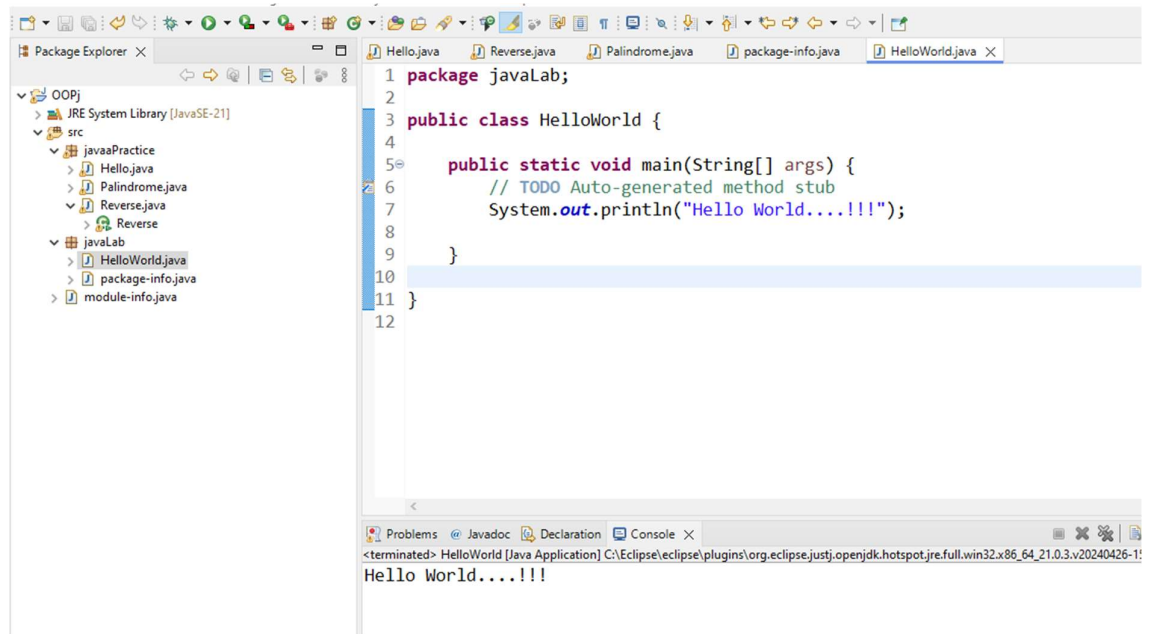 Package Explorer
OOPj
JRE System Library [JavaSE-21]
src
javaaPractice
Hello.java
Palindrome.java
Reverse.java
Reverse
javaLab
HelloWorld.java
package-info.java
module-info.java
Hello.java Reverse.java Palindrome.java package-info.java HelloWorld.java
1 package javaLab;
2
3 public class HelloWorld {
4
5 public static void main(String[] args) {
6 // TODO Auto-generated method stub
7 System.out.println("Hello World....!!!");
8
9 }
10
11 }
12
Problems Javadoc Declaration Console
<terminated> HelloWorld [Java Application] C:\Eclipse\eclipse\plugins\org.eclipse.justj.openjdk.hotspot.jre.full.win32.x86_64_21.0.3.v20240426-1
Hello World....!!!